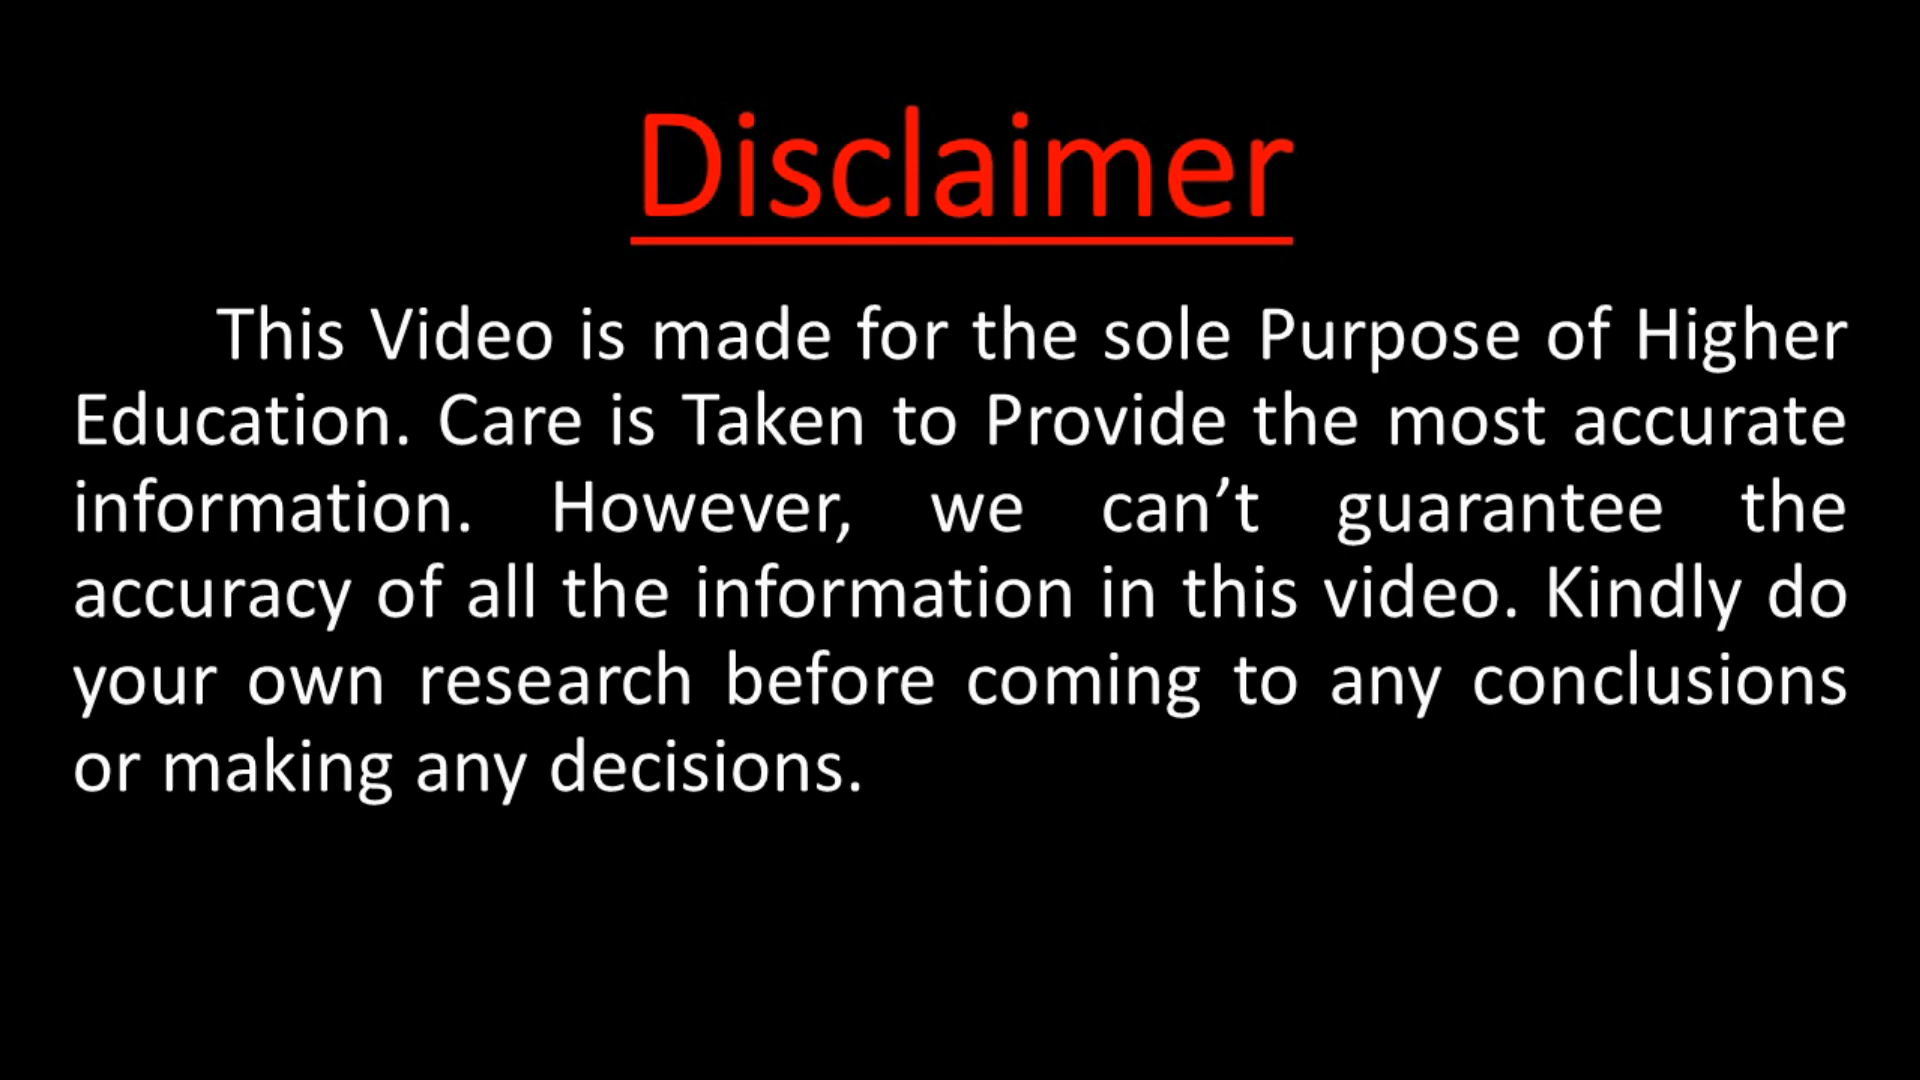 Disclaimer
This Video is made for the sole Purpose of Higher
Education. Care is Taken to Provide the most accurate
information. However, we can’t guarantee the
accuracy of all the information in this video. Kindly do
your own research before coming to any conclusions
or making any decisions.